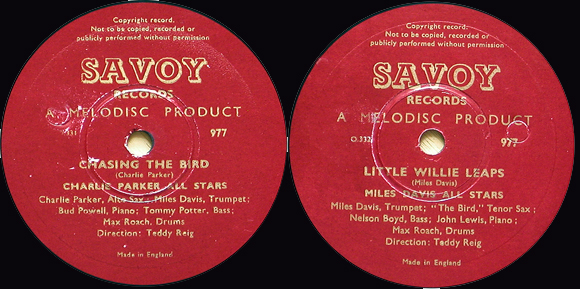 Copyright record.
Not to be copied, recorded or
publicly performed without permission
SAVOY
RECORDS
A MELODISC PRODUCT
331
977
CHASING THE BIRD
(Charlie Parker)
CHARLIE PARKER ALL STARS
Charlie Parker, Alto Sax ; Miles Davis, Trumpet;
Bud Powell, Piano; Tommy Potter, Bass;
Max Roach, Drums
Direction: Teddy Reig
Made in England
Copyright record.
Not to be copied, recorded or
publicly performed without permission
SAVOY
RECORDS
A MELODISC PRODUCT
O.332
977
LITTLE WILLIE LEAPS
(Miles Davis)
MILES DAVIS ALL STARS
Miles Davis, Trumpet; "The Bird," Tenor Sax ;
Nelson Boyd, Bass; John Lewis, Piano ;
Max Roach, Drums
Direction: Teddy Reig
Made in England